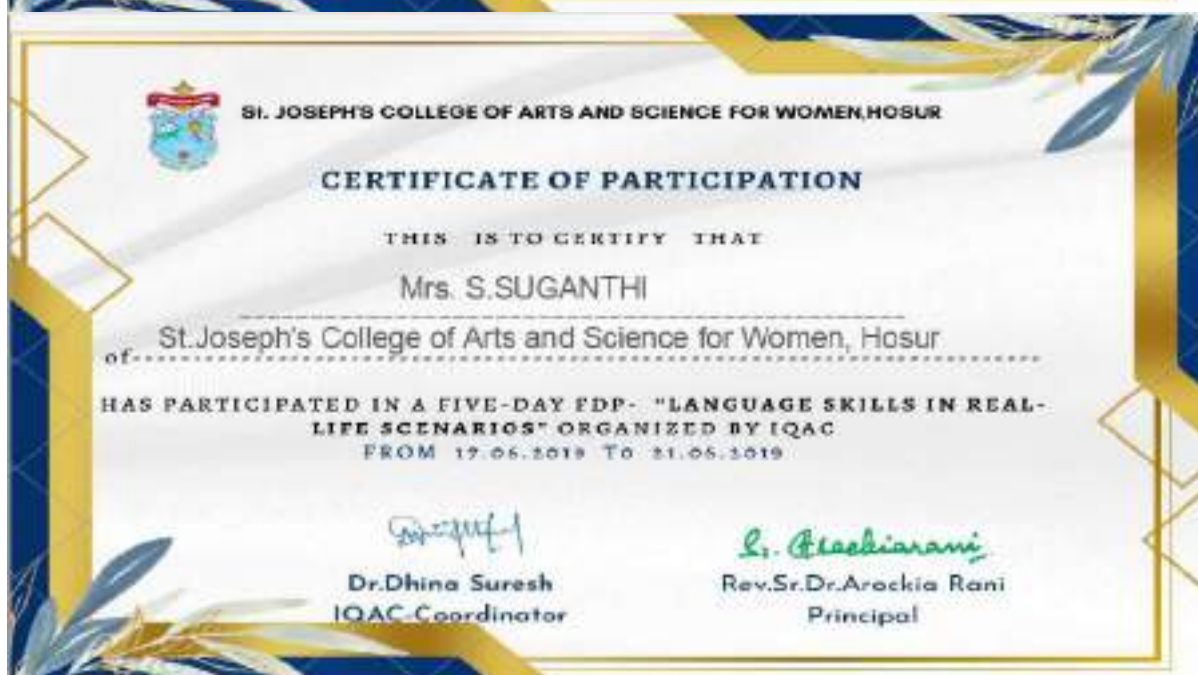 St. JOSEPH'S COLLEGE OF ARTS AND SCIENCE FOR WOMEN,HOSUR
CERTIFICATE OF PARTICIPATION
THIS IS TO CERTIFY THAT
Mrs. S.SUGANTHI
of St.Joseph's College of Arts and Science for Women, Hosur
HAS PARTICIPATED IN A FIVE-DAY FDP- "LANGUAGE SKILLS IN REAL-
LIFE SCENARIOS" ORGANIZED BY IQAC
FROM 17.06.2019 TO 21.06.2019
Dr.Dhina Suresh
Rev.Sr.Dr.Arockia Rani
IQAC-Coordinator
Principal